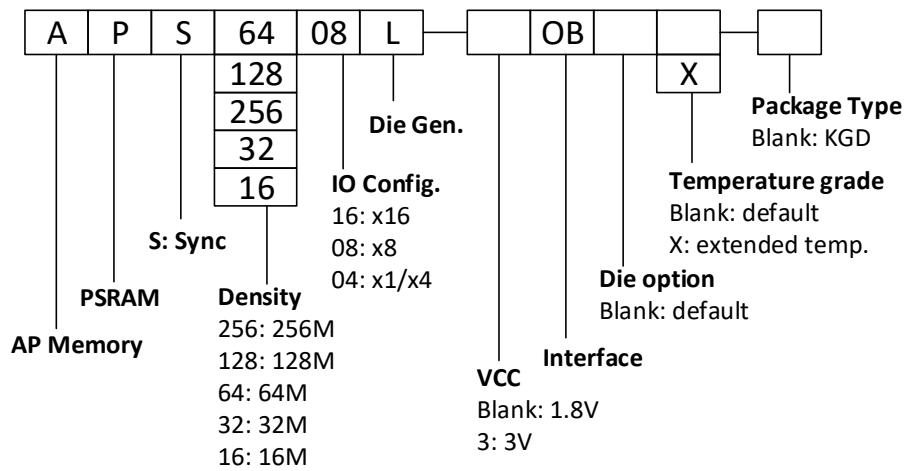 A P S 64 08 L OB
128 X
256
32
16
Die Gen.
Package Type
Blank: KGD
IO Config.
16: x16
08: x8
04: x1/x4
Temperature grade
Blank: default
X: extended temp.
S: Sync
Die option
Blank: default
PSRAM
Density
256: 256M
128: 128M
64: 64M
32: 32M
16: 16M
AP Memory
Interface
VCC
Blank: 1.8V
3: 3V